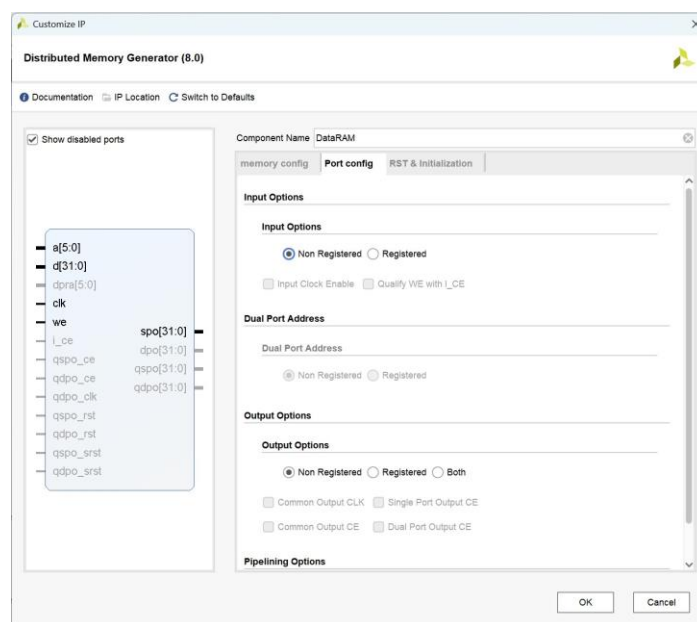 Customize IP
Distributed Memory Generator (8.0)
Documentation IP Location Switch to Defaults
Show disabled ports
a[5:0]
d[31:0]
dpra[5:0]
clk
we
i_ce
qspo_ce
qdpo_ce
qdpo_clk
qspo_rst
qdpo_rst
qspo_srst
qdpo_srst
spo[31:0]
dpo[31:0]
qspo[31:0]
qdpo[31:0]
Component Name DataRAM
memory config Port config RST & Initialization
Input Options
Input Options
Non Registered Registered
Input Clock Enable Qualify WE with I_CE
Dual Port Address
Dual Port Address
Non Registered Registered
Output Options
Output Options
Non Registered Registered Both
Common Output CLK Single Port Output CE
Common Output CE Dual Port Output CE
Pipelining Options
OK Cancel